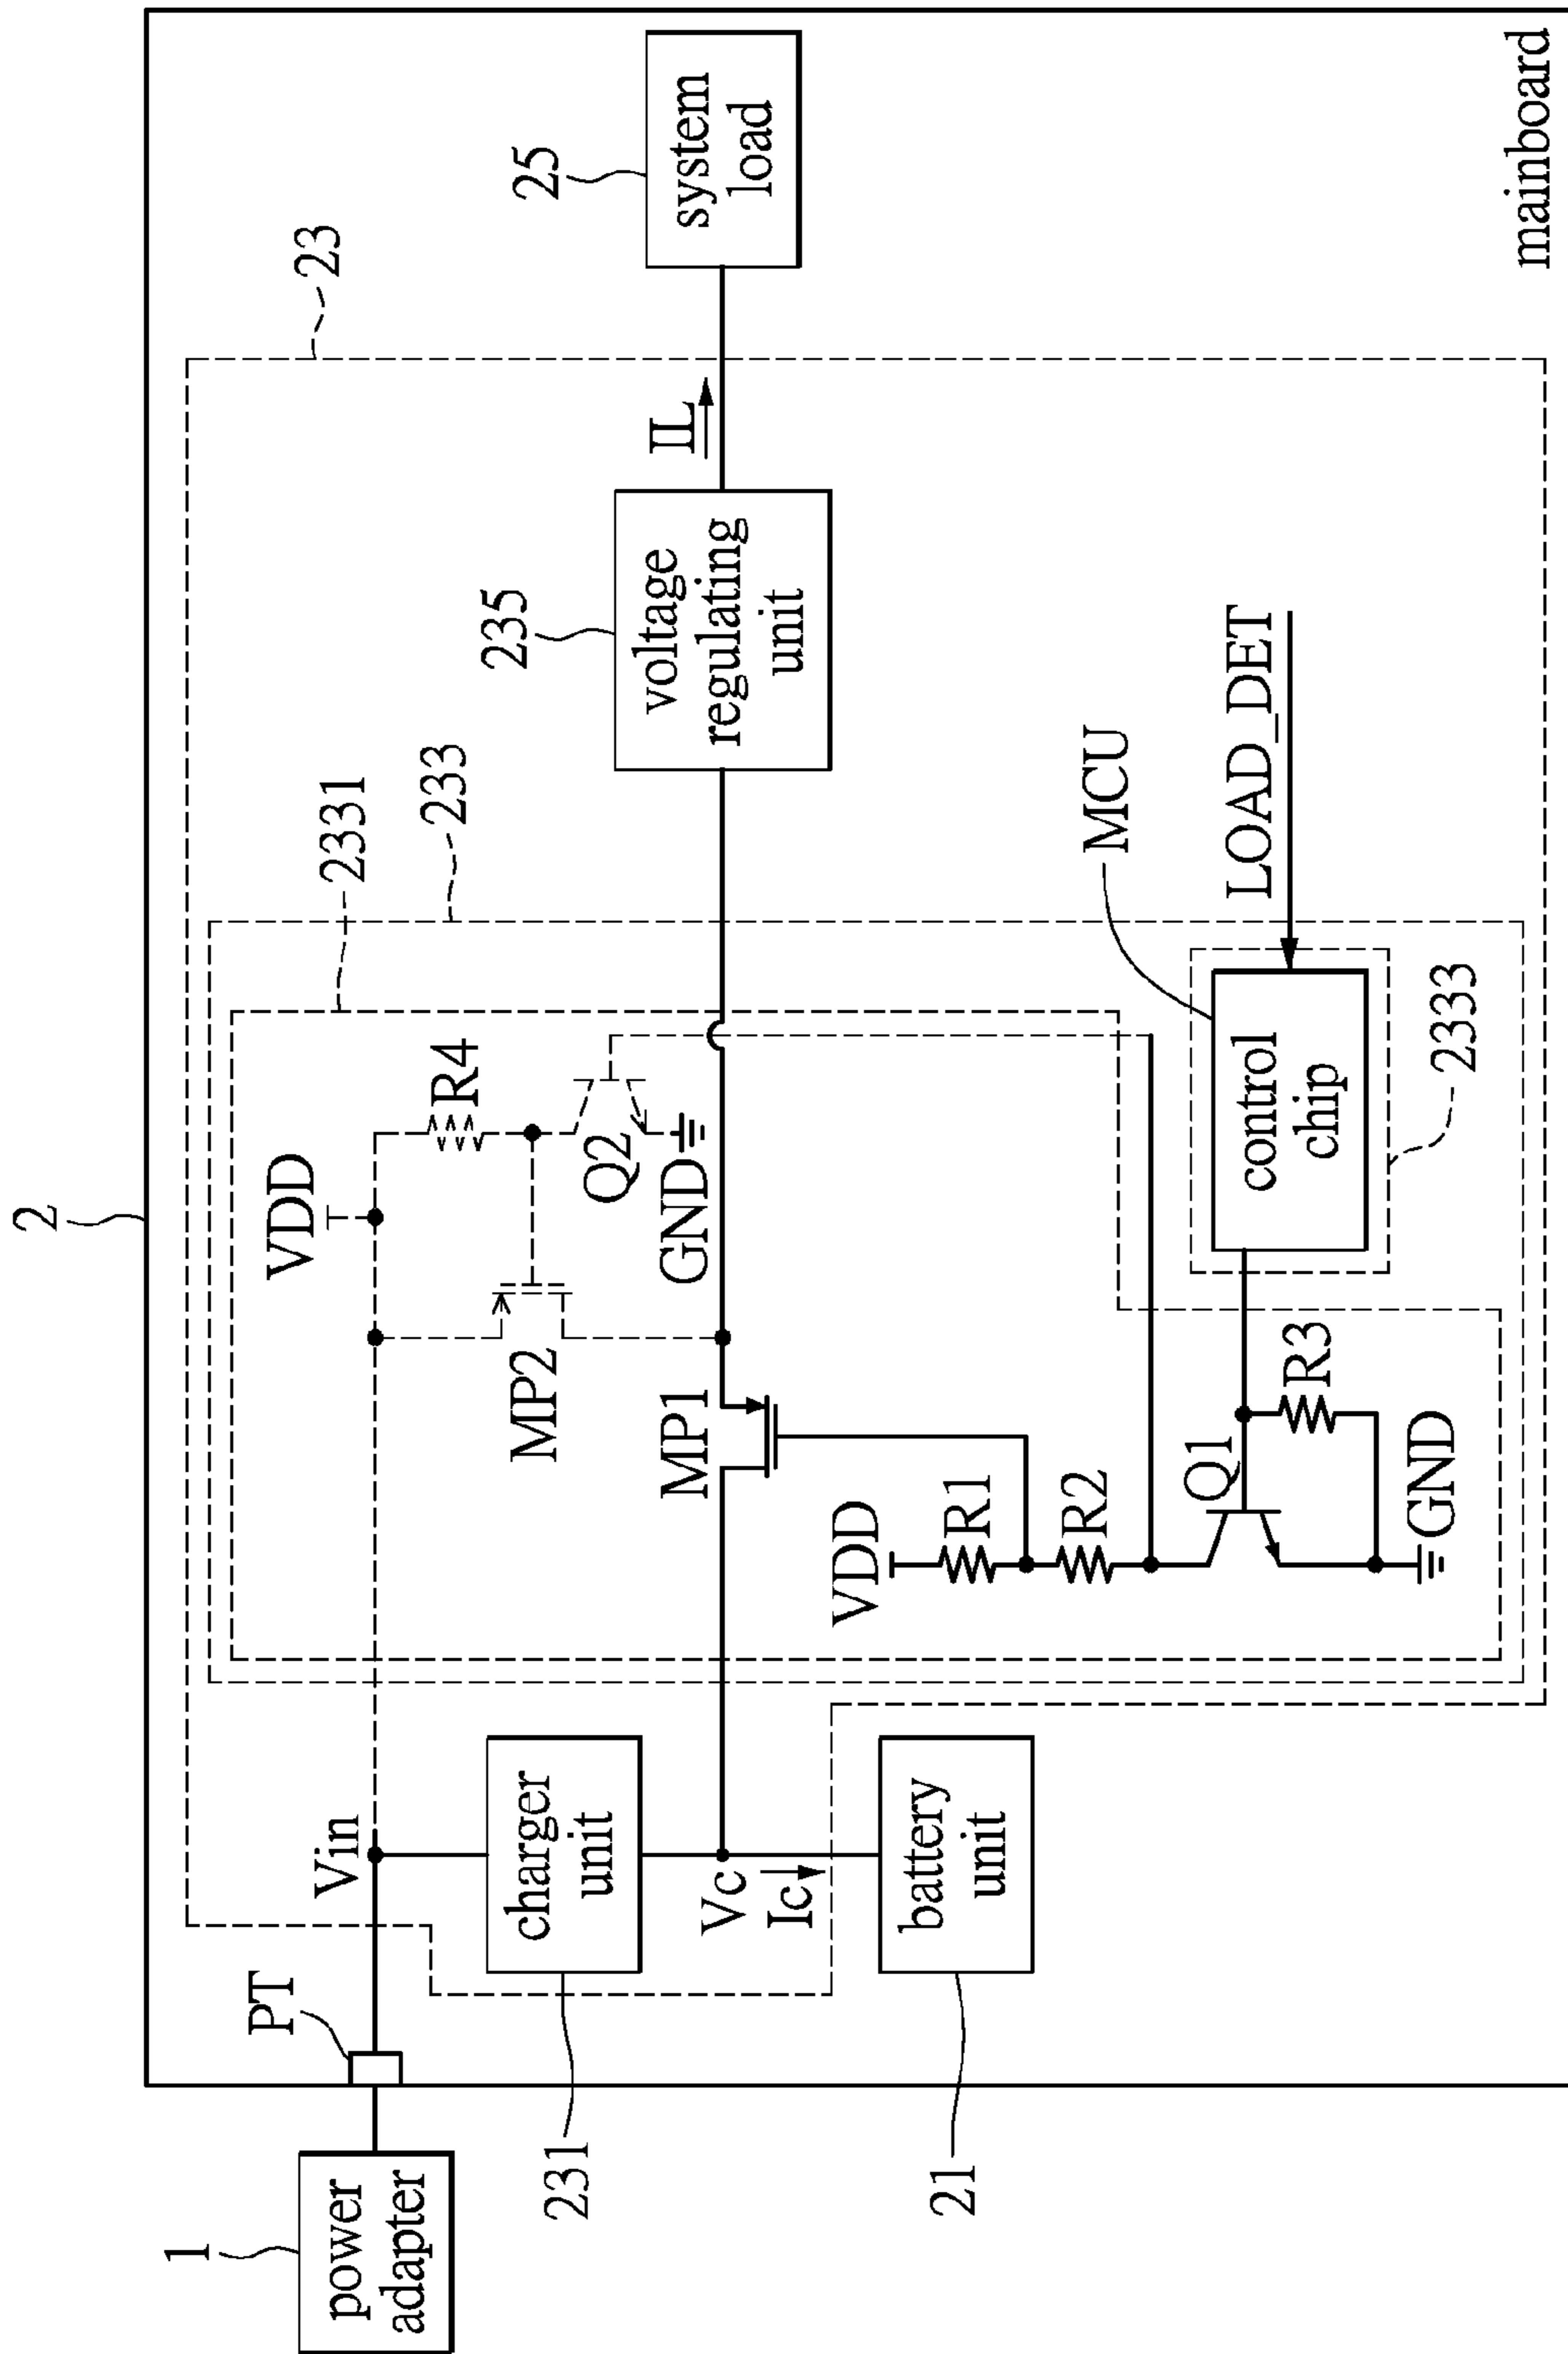 2
mainboard
23
2331
233
1
power
adapter
PT
Vin
VDD
R4
MP2
Q2
GND
231
charger
unit
Vc
Ic
MP1
235
voltage
regulating
unit
IL
25
system
load
21
battery
unit
VDD
R1
R2
Q1
R3
GND
MCU
control
chip
LOAD_DET
2333